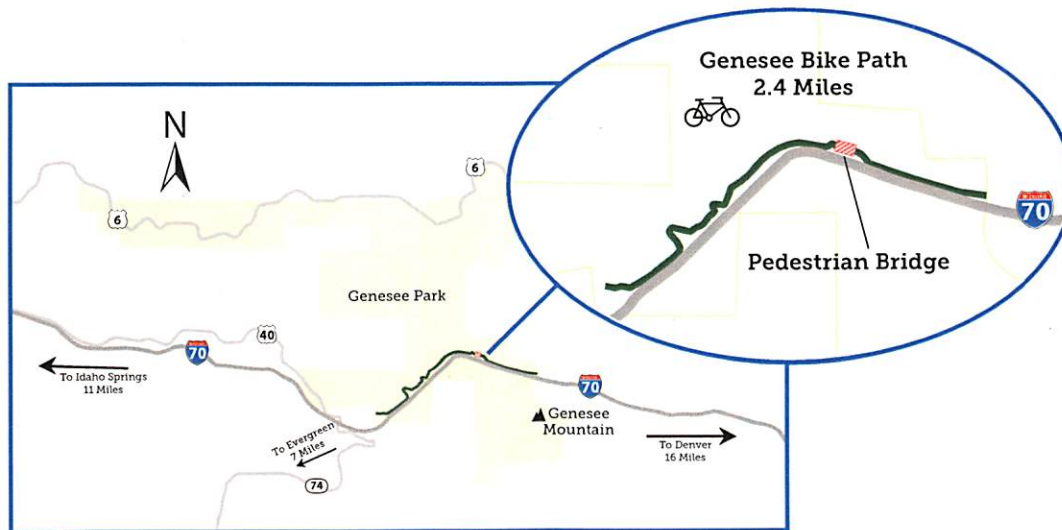 Genesee Bike Path
2.4 Miles
N
6
6
70
Pedestrian Bridge
Genesee Park
40
70
To Idaho Springs
11 Miles
70
Genesee
Mountain
To Evergreen
7 Miles
To Denver
16 Miles
74